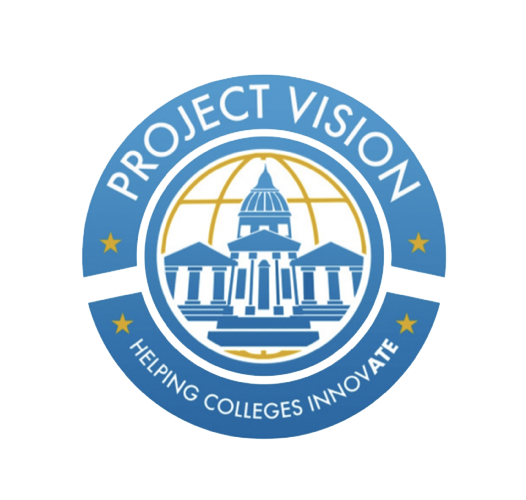 PROJECT VISION
HELPING COLLEGES INNOVATE